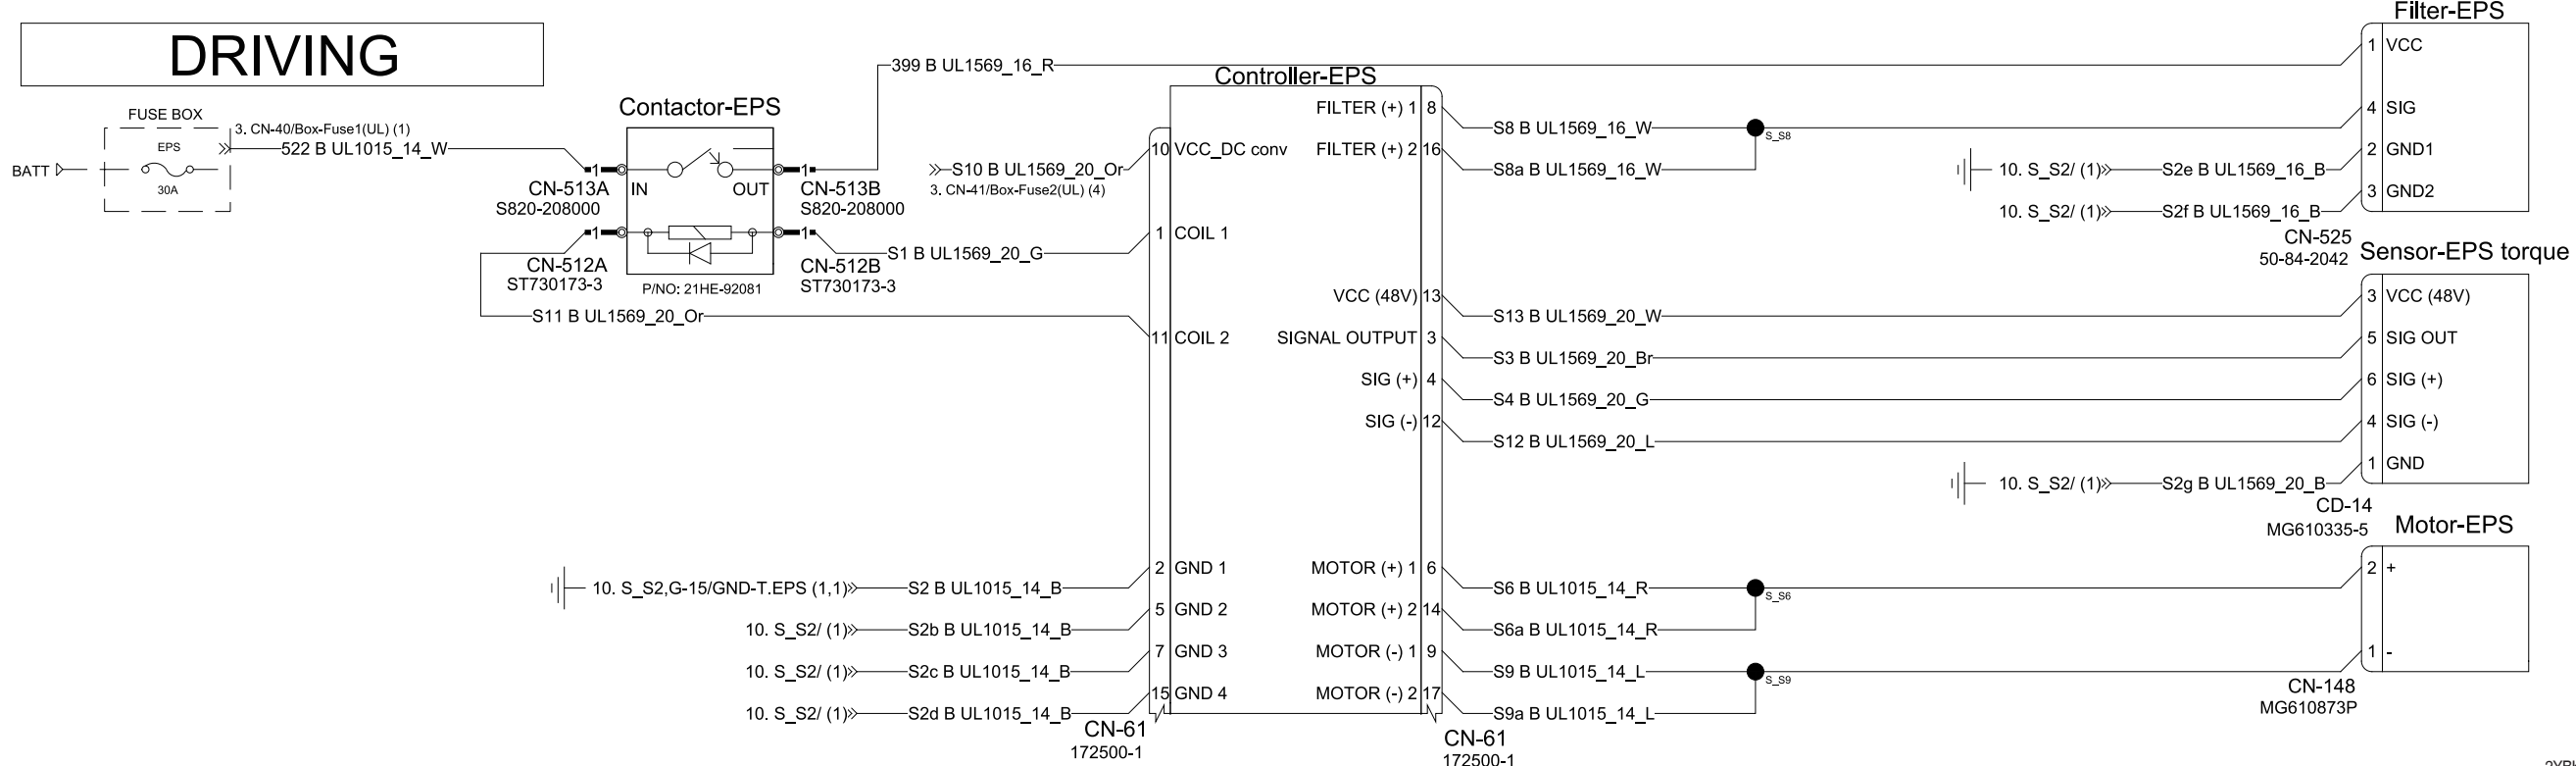 DRIVING
FUSE BOX
3. CN-40/Box-Fuse1(UL) (1)
EPS
522 B UL1015_14_W
BATT
30A
Contactor-EPS
1
CN-513A
S820-208000
IN
OUT
1
CN-513B
S820-208000
1
CN-512A
ST730173-3
P/NO: 21HE-92081
1
CN-512B
ST730173-3
399 B UL1569_16_R
S10 B UL1569_20_Or
3. CN-41/Box-Fuse2(UL) (4)
S1 B UL1569_20_G
S11 B UL1569_20_Or
Controller-EPS
10 VCC_DC conv
1 COIL 1
11 COIL 2
2 GND 1
5 GND 2
7 GND 3
15 GND 4
FILTER (+) 1 8
FILTER (+) 2 16
VCC (48V) 13
SIGNAL OUTPUT 3
SIG (+) 4
SIG (-) 12
MOTOR (+) 1 6
MOTOR (+) 2 14
MOTOR (-) 1 9
MOTOR (-) 2 17
10. S_S2,G-15/GND-T.EPS (1,1) S2 B UL1015_14_B
10. S_S2/ (1) S2b B UL1015_14_B
10. S_S2/ (1) S2c B UL1015_14_B
10. S_S2/ (1) S2d B UL1015_14_B
CN-61
172500-1
CN-61
172500-1
S8 B UL1569_16_W
S_S8
S8a B UL1569_16_W
S13 B UL1569_20_W
S3 B UL1569_20_Br
S4 B UL1569_20_G
S12 B UL1569_20_L
S6 B UL1015_14_R
S_S6
S6a B UL1015_14_R
S9 B UL1015_14_L
S_S9
S9a B UL1015_14_L
Filter-EPS
1 VCC
4 SIG
2 GND1
3 GND2
10. S_S2/ (1) S2e B UL1569_16_B
10. S_S2/ (1) S2f B UL1569_16_B
CN-525
50-84-2042
Sensor-EPS torque
3 VCC (48V)
5 SIG OUT
6 SIG (+)
4 SIG (-)
1 GND
10. S_S2/ (1) S2g B UL1569_20_B
CD-14
MG610335-5
Motor-EPS
2 +
1 -
CN-148
MG610873P